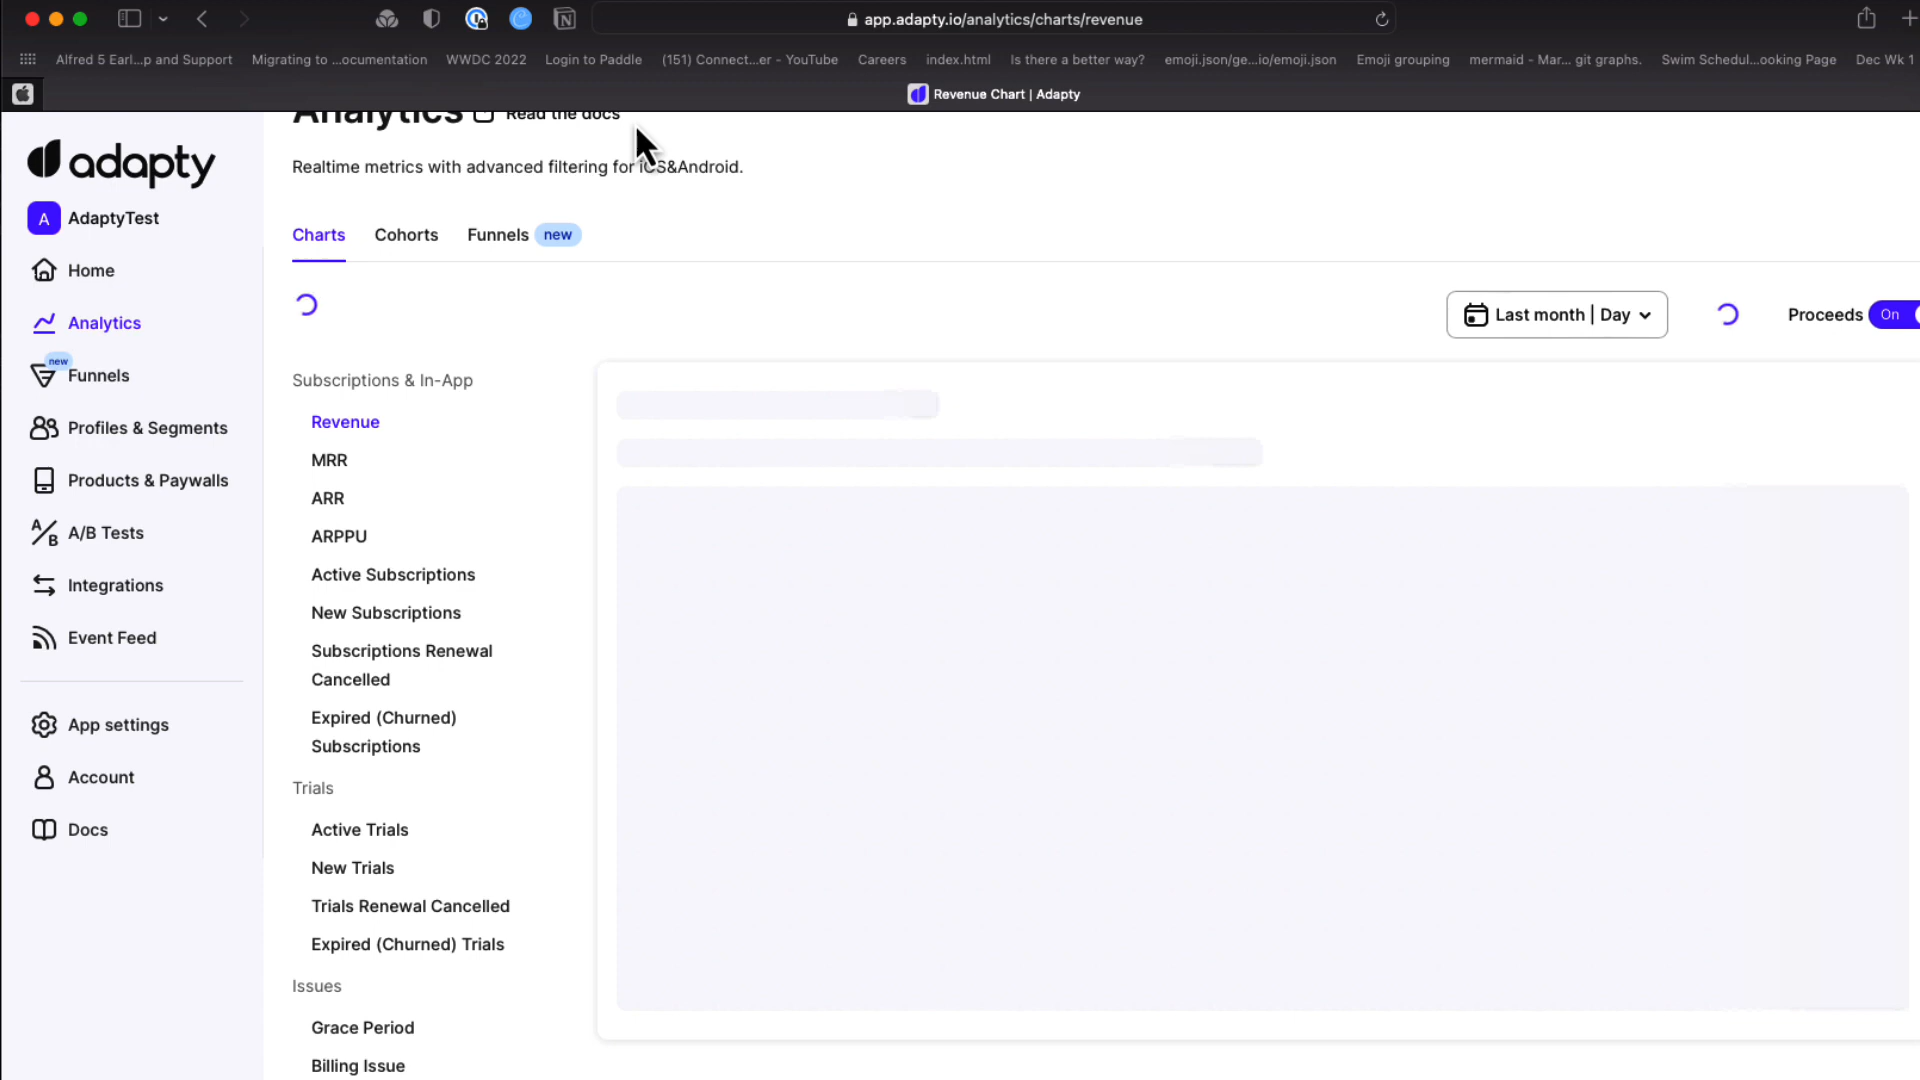 app.adapty.io/analytics/charts/revenue
Alfred 5 Earl...p and Support
Migrating to ...ocumentation
WWDC 2022
Login to Paddle
(151) Connect...er - YouTube
Careers
index.html
Is there a better way?
emoji.json/ge...io/emoji.json
Emoji grouping
mermaid - Mar... git graphs.
Swim Schedul...ooking Page
Dec Wk 1
Revenue Chart | Adapty
adapty
A AdaptyTest
Home
Analytics
new
Funnels
Profiles & Segments
Products & Paywalls
A/B A/B Tests
Integrations
Event Feed
App settings
Account
Docs
Analytics Read the docs
Realtime metrics with advanced filtering for iOS&Android.
Charts
Cohorts
Funnels new
Last month | Day
Proceeds On
Subscriptions & In-App
Revenue
MRR
ARR
ARPPU
Active Subscriptions
New Subscriptions
Subscriptions Renewal
Cancelled
Expired (Churned)
Subscriptions
Trials
Active Trials
New Trials
Trials Renewal Cancelled
Expired (Churned) Trials
Issues
Grace Period
Billing Issue